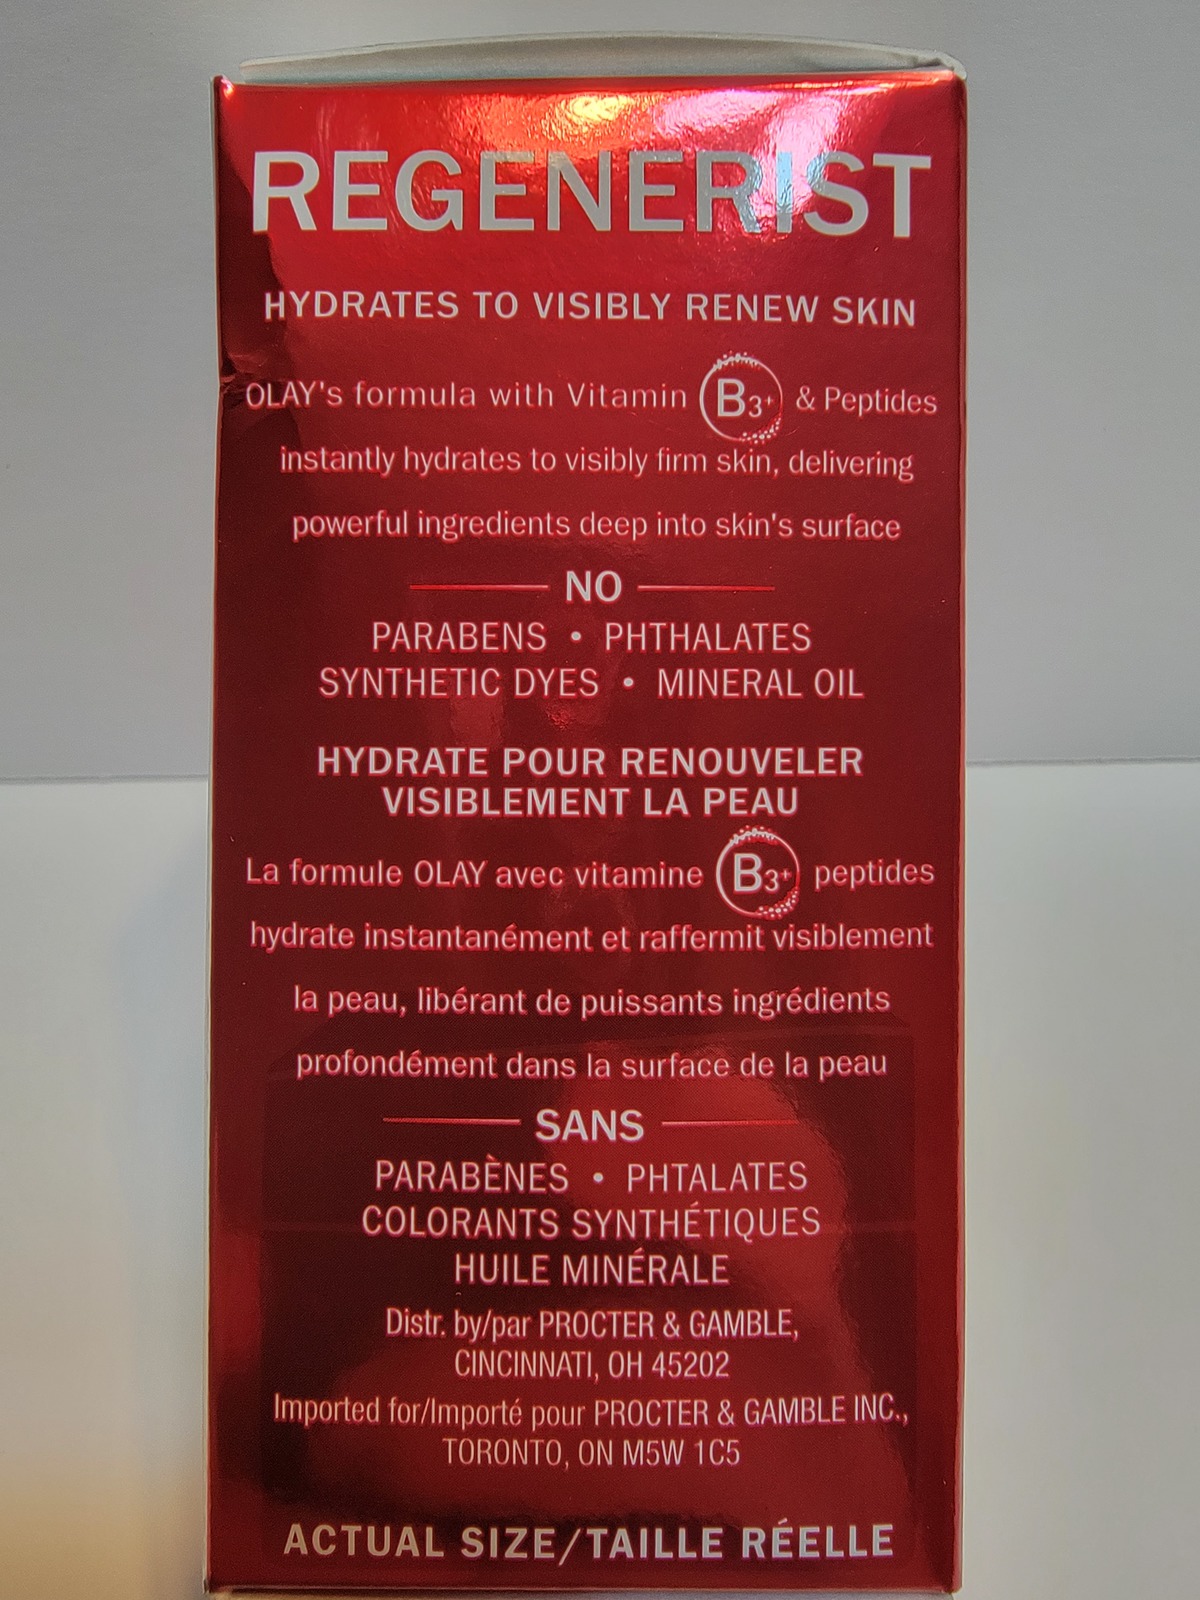 REGENERIST
HYDRATES TO VISIBLY RENEW SKIN
OLAY's formula with Vitamin B3+ & Peptides
instantly hydrates to visibly firm skin, delivering
powerful ingredients deep into skin's surface
NO
PARABENS • PHTHALATES
SYNTHETIC DYES • MINERAL OIL
HYDRATE POUR RENOUVELER
VISIBLEMENT LA PEAU
La formule OLAY avec vitamine B3+ peptides
hydrate instantanément et raffermit visiblement
la peau, libérant de puissants ingrédients
profondément dans la surface de la peau
SANS
PARABÈNES • PHTALATES
COLORANTS SYNTHÉTIQUES
HUILE MINÉRALE
Distr. by/par PROCTER & GAMBLE,
CINCINNATI, OH 45202
Imported for/Importé pour PROCTER & GAMBLE INC.,
TORONTO, ON M5W 1C5
ACTUAL SIZE/TAILLE RÉELLE